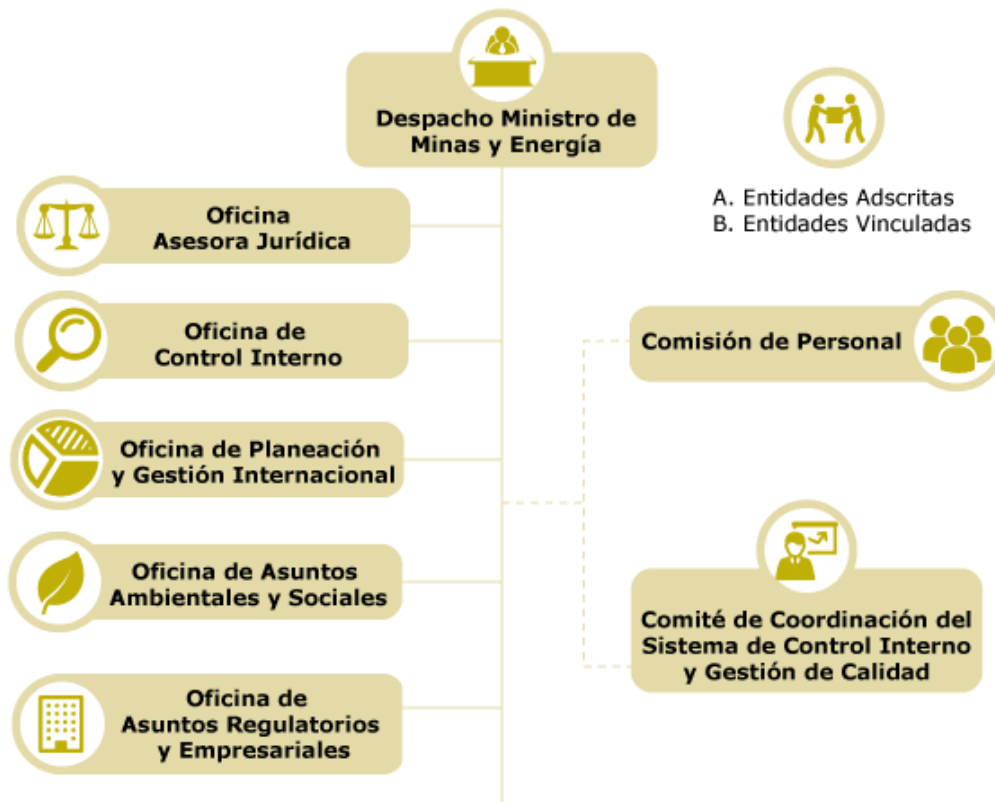 Despacho Ministro de
Minas y Energía
A. Entidades Adscritas
B. Entidades Vinculadas
Oficina
Asesora Jurídica
Oficina de
Control Interno
Comisión de Personal
Oficina de Planeación
y Gestión Internacional
Oficina de Asuntos
Ambientales y Sociales
Comité de Coordinación del
Sistema de Control Interno
y Gestión de Calidad
Oficina de
Asuntos Regulatorios
y Empresariales